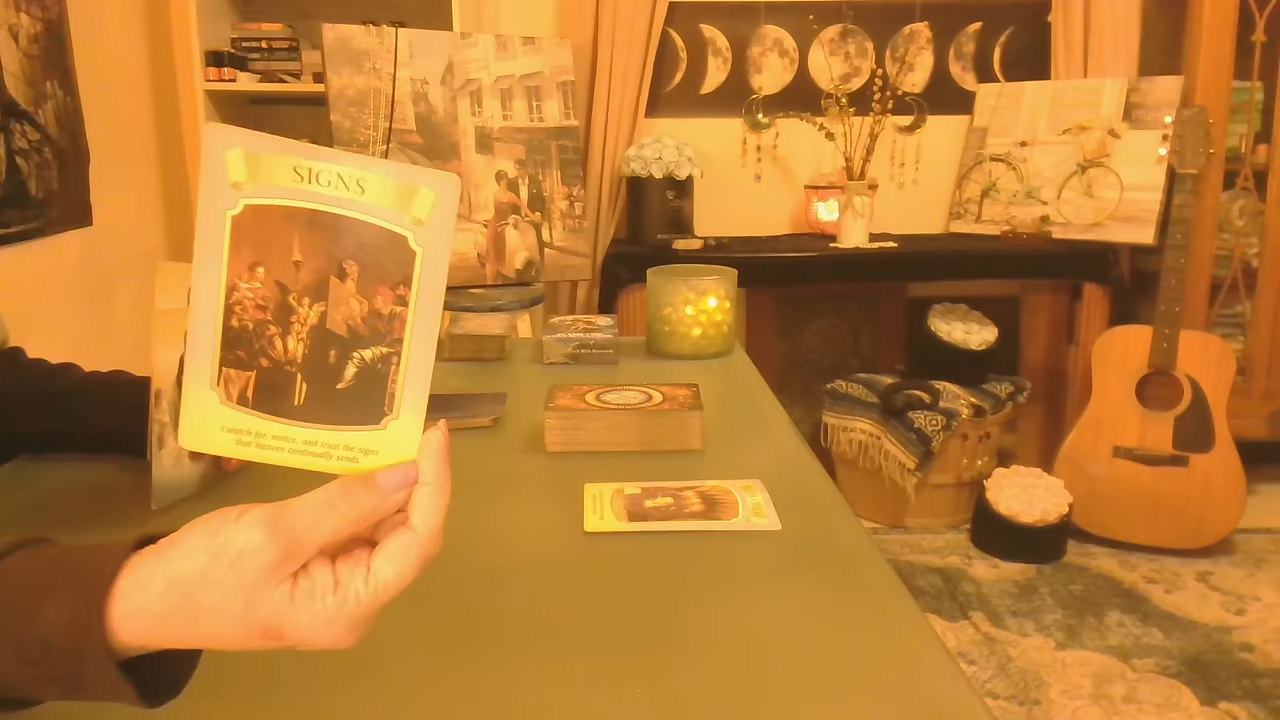 SIGNS
I watch for, notice, and trust the signs
that heaven continually sends.